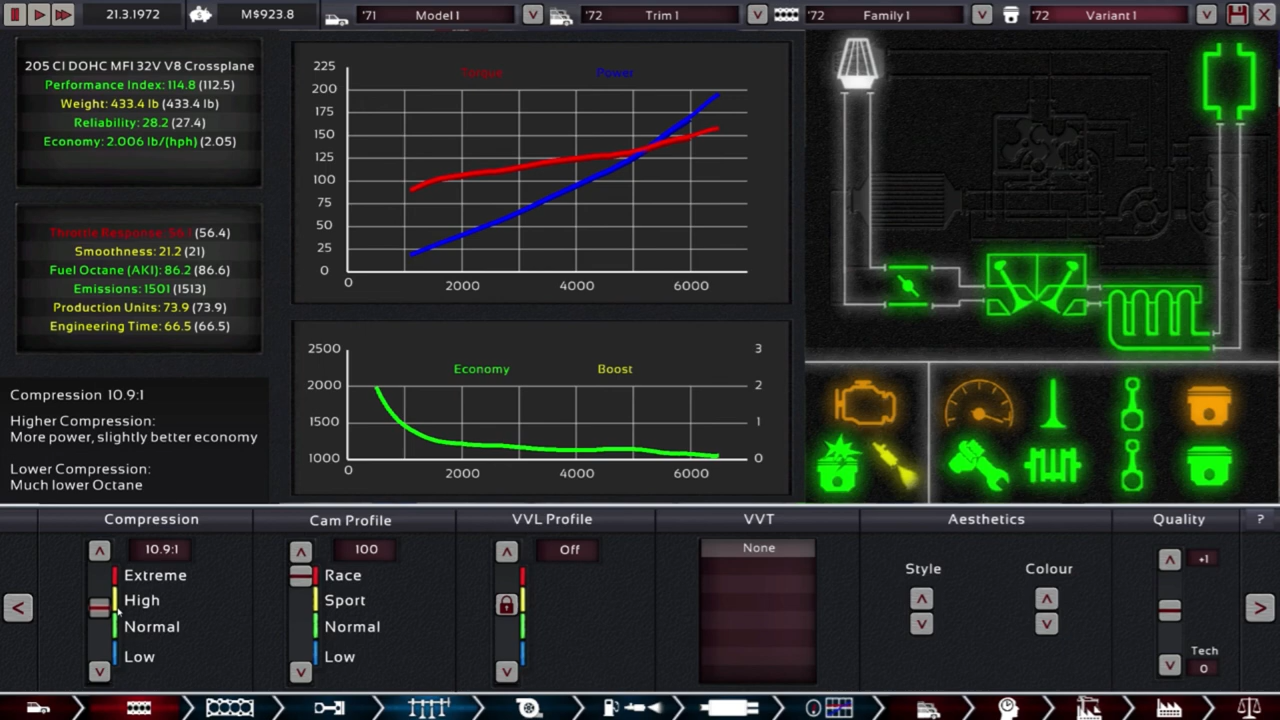 21.3.1972
M$923.8
'71 Model 1
'72 Trim 1
'72 Family 1
'72 Variant 1
205 CI DOHC MFI 32V V8 Crossplane
Performance Index: 114.8 (112.5)
Weight: 433.4 lb (433.4 lb)
Reliability: 28.2 (27.4)
Economy: 2.006 lb/(hph) (2.05)
Throttle Response: 56.1 (56.4)
Smoothness: 21.2 (21)
Fuel Octane (AKI): 86.2 (86.6)
Emissions: 1501 (1513)
Production Units: 73.9 (73.9)
Engineering Time: 66.5 (66.5)
Compression 10.9:1
Higher Compression:
More power, slightly better economy
Lower Compression:
Much lower Octane
Torque Power
225
200
175
150
125
100
75
50
25
0
0 2000 4000 6000
Economy Boost
2500 3
2000 2
1500 1
1000 0
0 2000 4000 6000
Compression
10.9:1
Extreme
High
Normal
Low
Cam Profile
100
Race
Sport
Normal
Low
VVL Profile
Off
VVT
None
Aesthetics
Style
Colour
Quality
+1
Tech
0
?
<
>